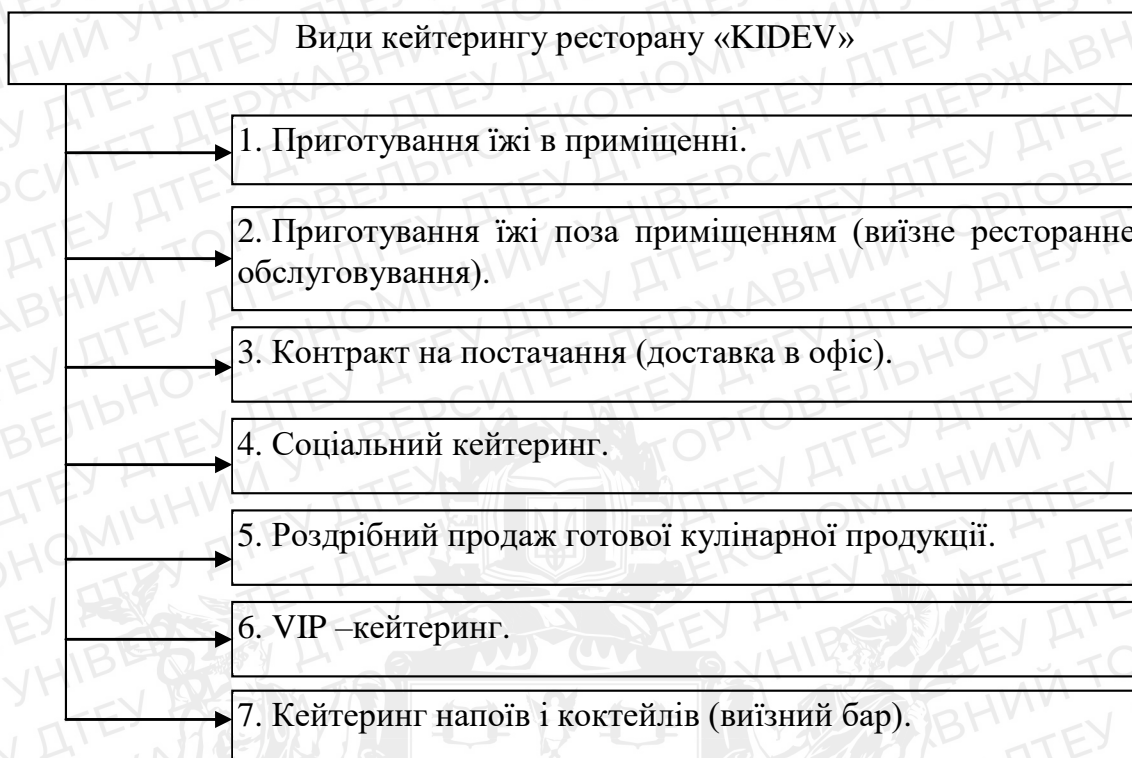 Види кейтерингу ресторану «KIDEV»
1. Приготування їжі в приміщенні.
2. Приготування їжі поза приміщенням (виїзне ресторанне
обслуговування).
3. Контракт на постачання (доставка в офіс).
4. Соціальний кейтеринг.
5. Роздрібний продаж готової кулінарної продукції.
6. VIP –кейтеринг.
7. Кейтеринг напоїв і коктейлів (виїзний бар).